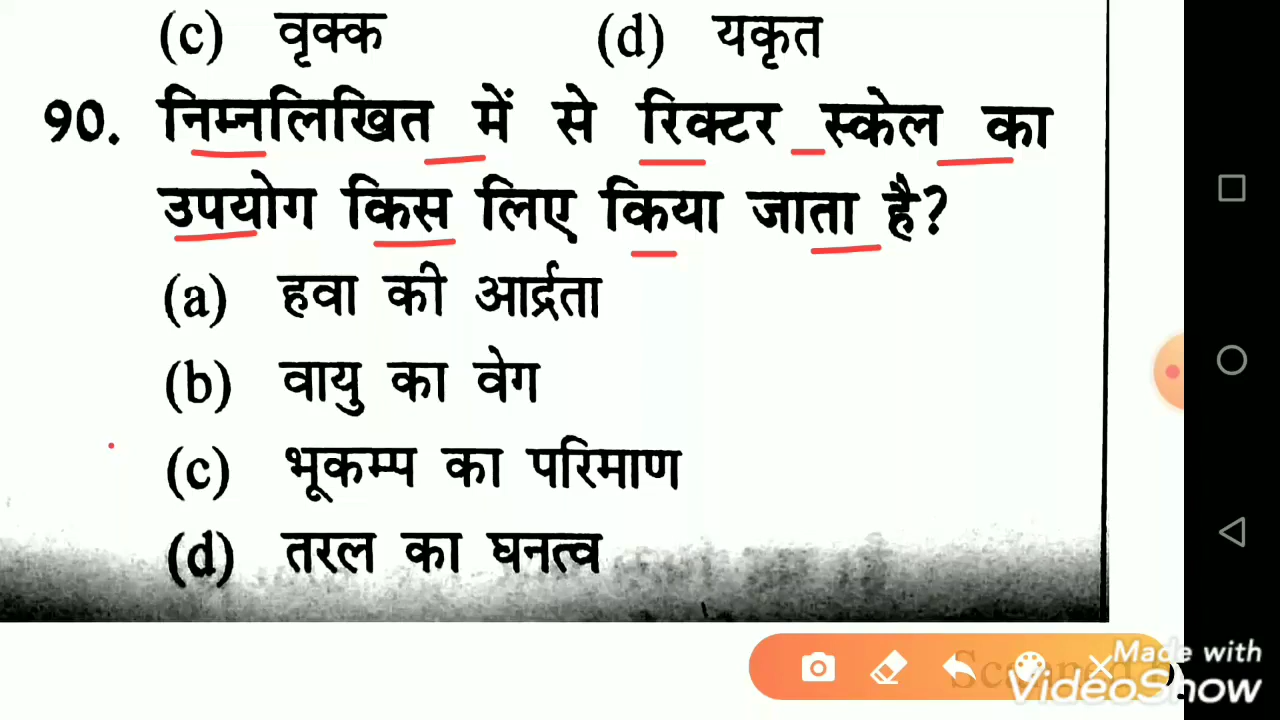 (c) वृक्क (d) यकृत
90. निम्नलिखित में से रिक्टर स्केल का
उपयोग किस लिए किया जाता है?
(a) हवा की आर्द्रता
(b) वायु का वेग
(c) भूकम्प का परिमाण
(d) तरल का घनत्व
Made with
VideoShow